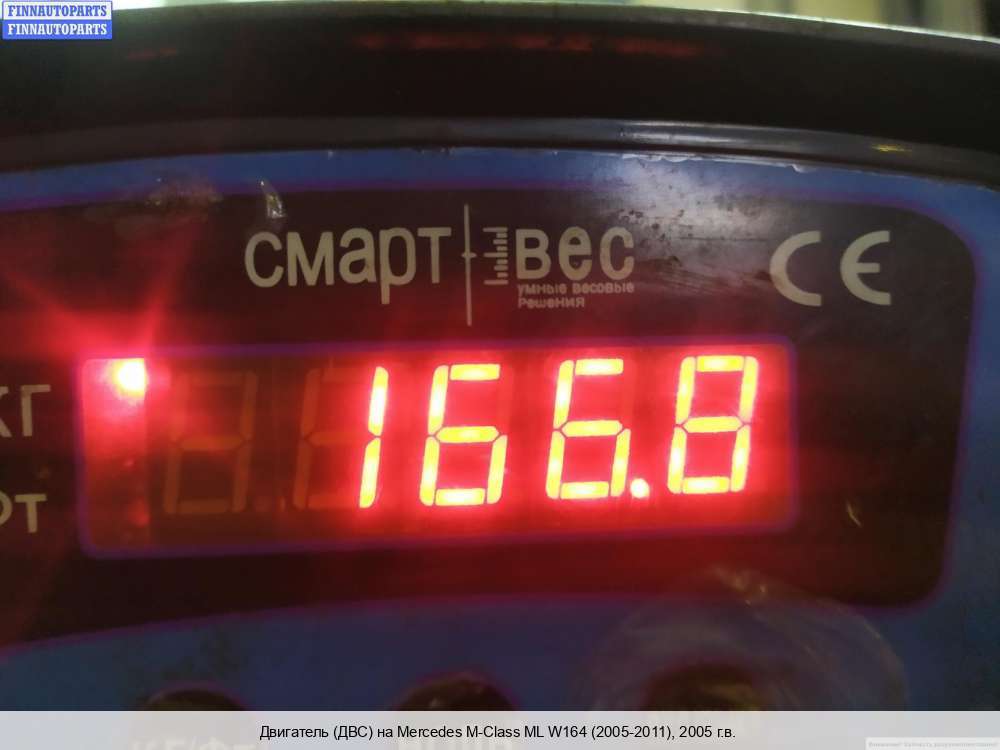 FINNAUTOPARTS
FINNAUTOPARTS
смарт вес
умные весовые
решения
CE
кг
166.8
Двигатель (ДВС) на Mercedes M-Class ML W164 (2005-2011), 2005 г.в.